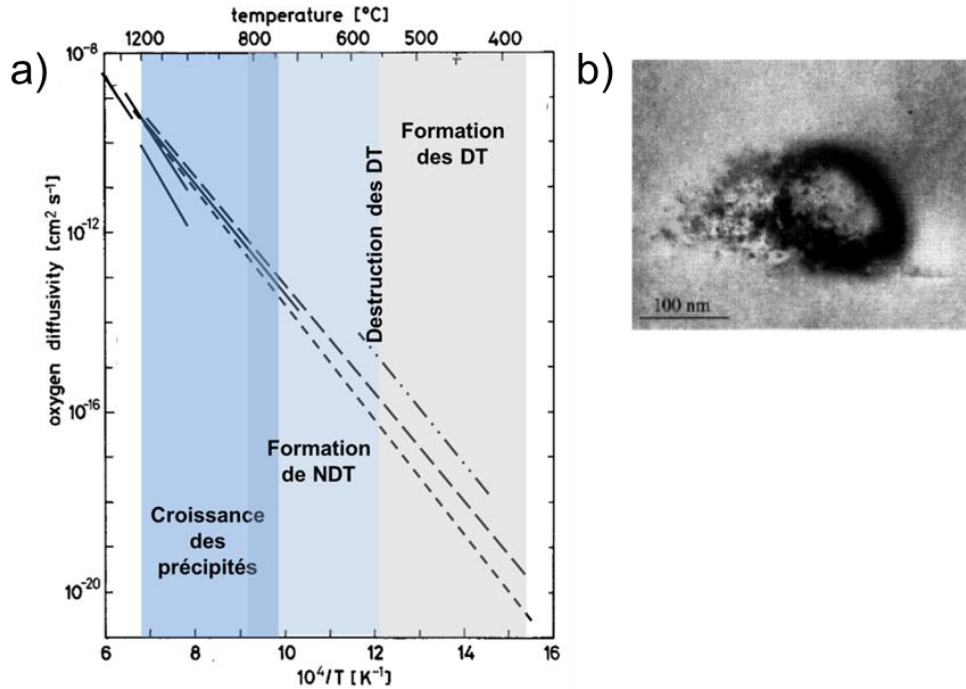 a)
temperature [°C]
1200 800 600 500 400
oxygen diffusivity [cm² s⁻¹]
10⁻⁸
10⁻¹²
10⁻¹⁶
10⁻²⁰
Croissance
des
précipités
Formation
de NDT
Destruction des DT
Formation
des DT
6 8 10 12 14 16
10⁴/T [K⁻¹]
b)
100 nm